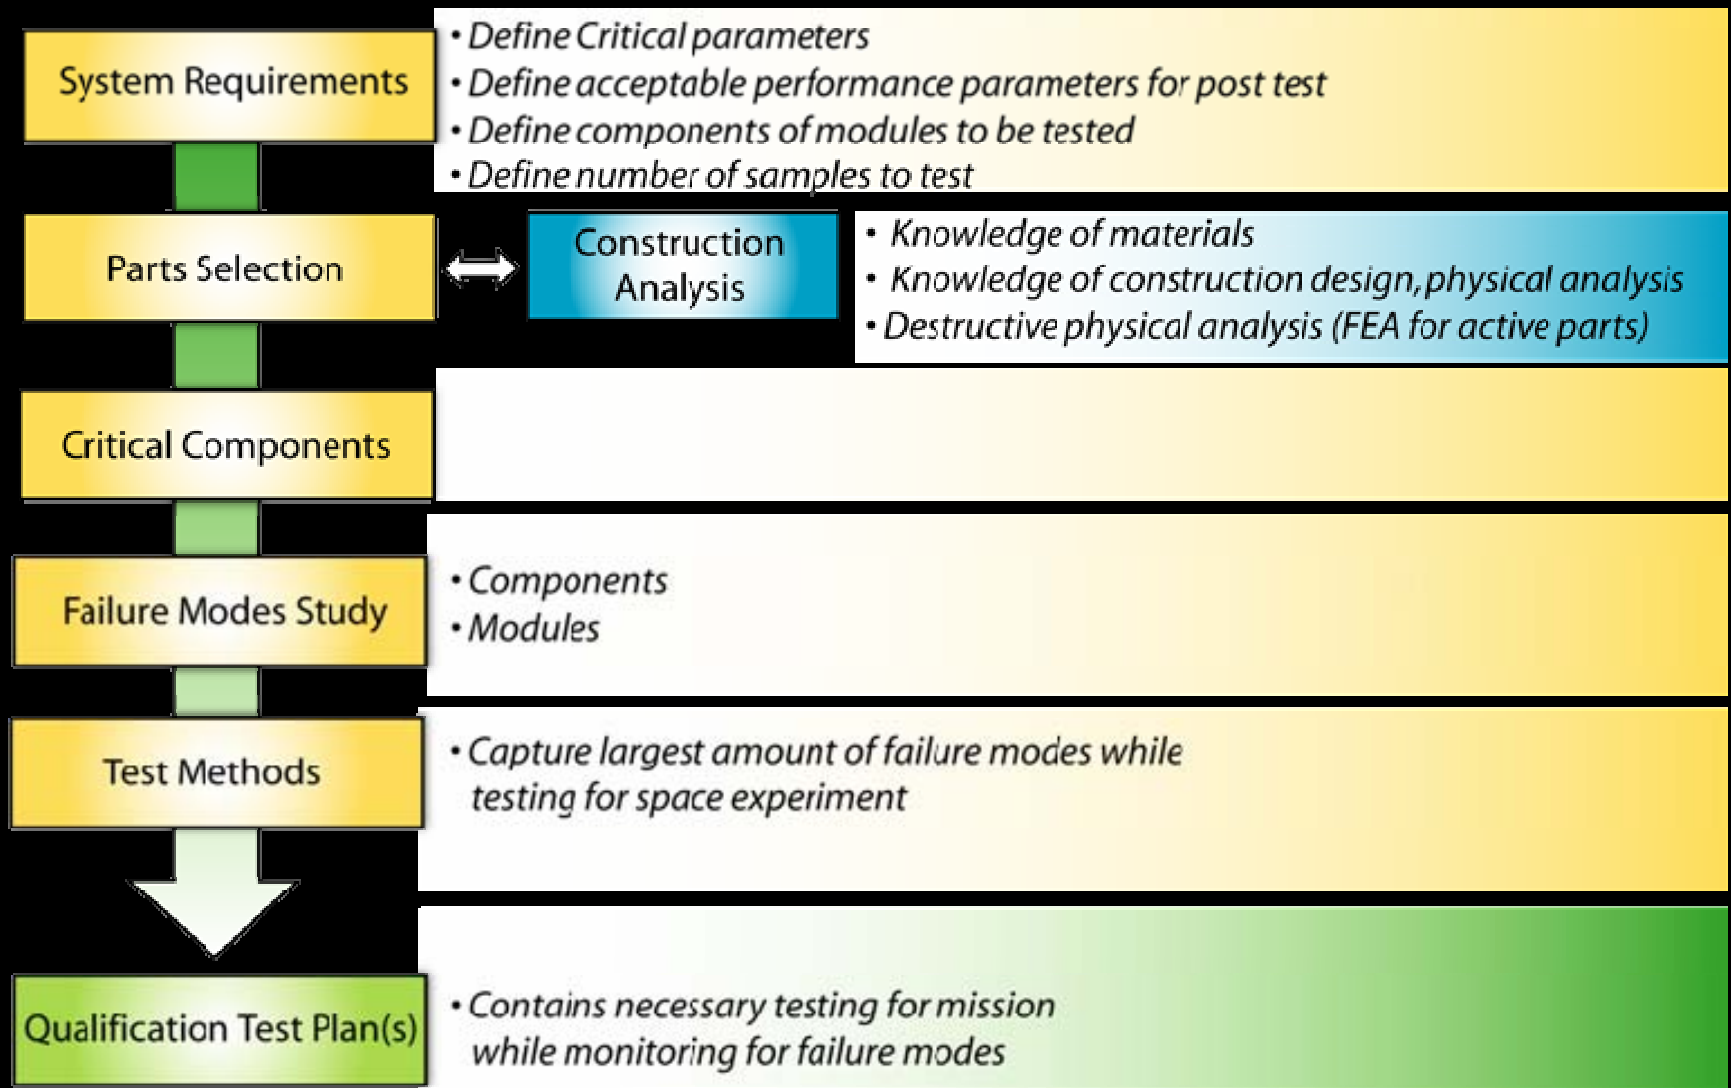 System Requirements
• Define Critical parameters
• Define acceptable performance parameters for post test
• Define components of modules to be tested
• Define number of samples to test
Parts Selection
Construction
Analysis
• Knowledge of materials
• Knowledge of construction design, physical analysis
• Destructive physical analysis (FEA for active parts)
Critical Components
Failure Modes Study
• Components
• Modules
Test Methods
• Capture largest amount of failure modes while
testing for space experiment
Qualification Test Plan(s)
• Contains necessary testing for mission
while monitoring for failure modes